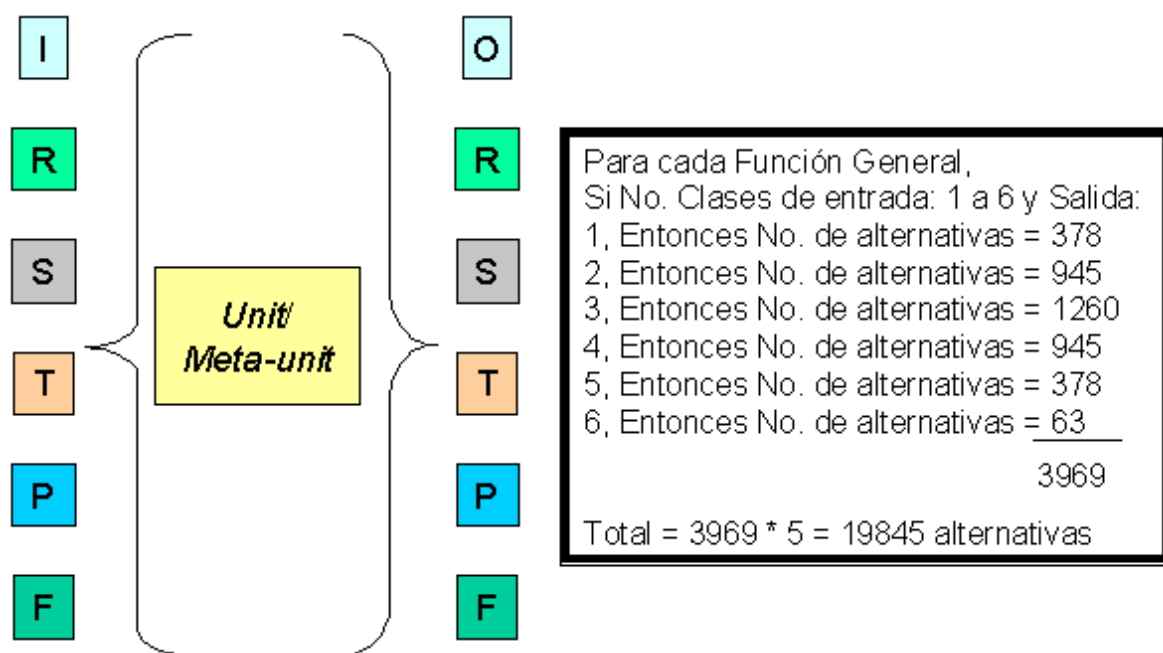 I
R
S
T
P
F
Unit/
Meta-unit
O
R
S
T
P
F
Para cada Función General,
Si No. Clases de entrada: 1 a 6 y Salida:
1, Entonces No. de alternativas = 378
2, Entonces No. de alternativas = 945
3, Entonces No. de alternativas = 1260
4, Entonces No. de alternativas = 945
5, Entonces No. de alternativas = 378
6, Entonces No. de alternativas = 63
3969
Total = 3969 * 5 = 19845 alternativas